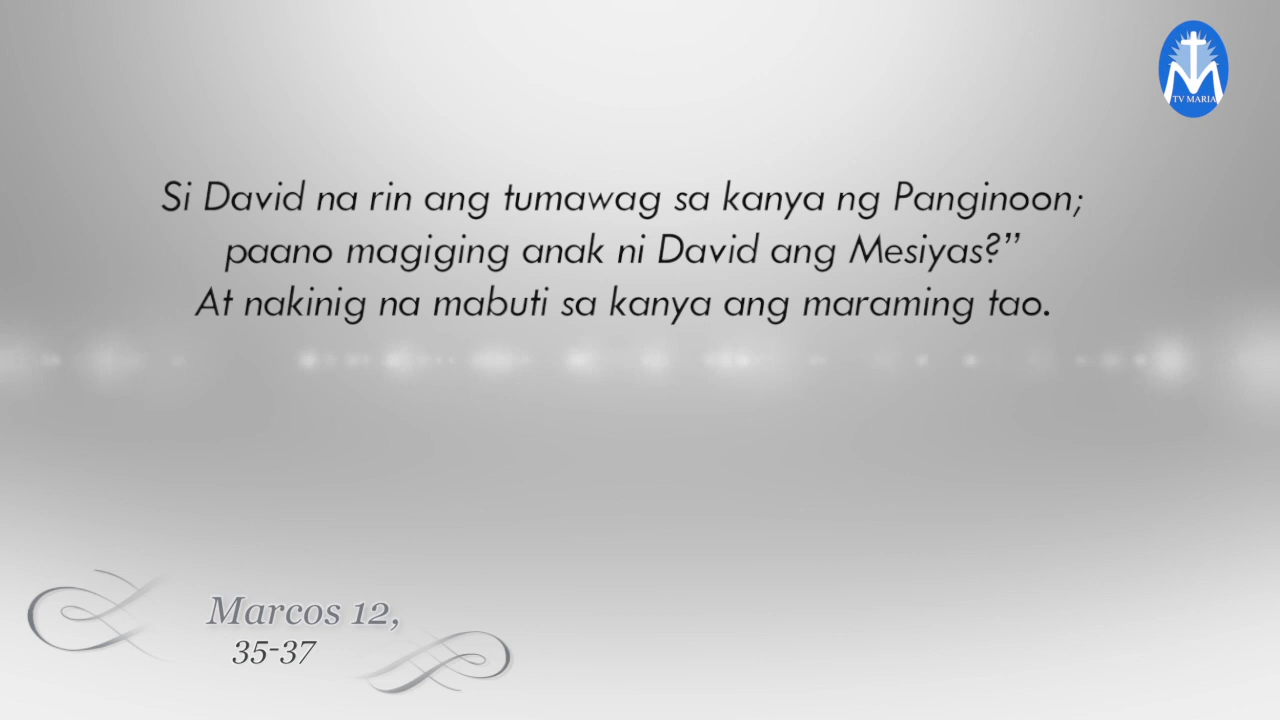 TV MARIA
Si David na rin ang tumawag sa kanya ng Panginoon;
paano magiging anak ni David ang Mesiyas?”
At nakinig na mabuti sa kanya ang maraming tao.
Marcos 12,
35-37